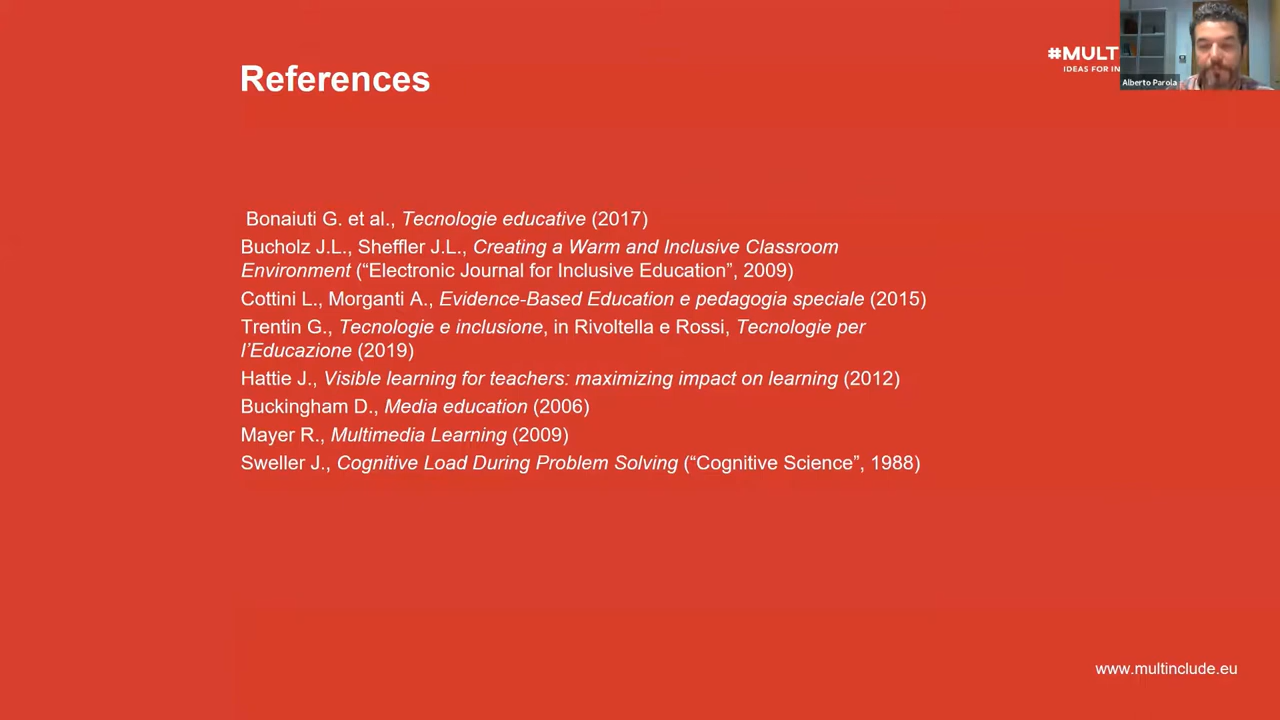 References
#MULT
IDEAS FOR IN
Alberto Parola
Bonaiuti G. et al., Tecnologie educative (2017)
Bucholz J.L., Sheffler J.L., Creating a Warm and Inclusive Classroom
Environment (“Electronic Journal for Inclusive Education”, 2009)
Cottini L., Morganti A., Evidence-Based Education e pedagogia speciale (2015)
Trentin G., Tecnologie e inclusione, in Rivoltella e Rossi, Tecnologie per
l’Educazione (2019)
Hattie J., Visible learning for teachers: maximizing impact on learning (2012)
Buckingham D., Media education (2006)
Mayer R., Multimedia Learning (2009)
Sweller J., Cognitive Load During Problem Solving (“Cognitive Science”, 1988)
www.multinclude.eu